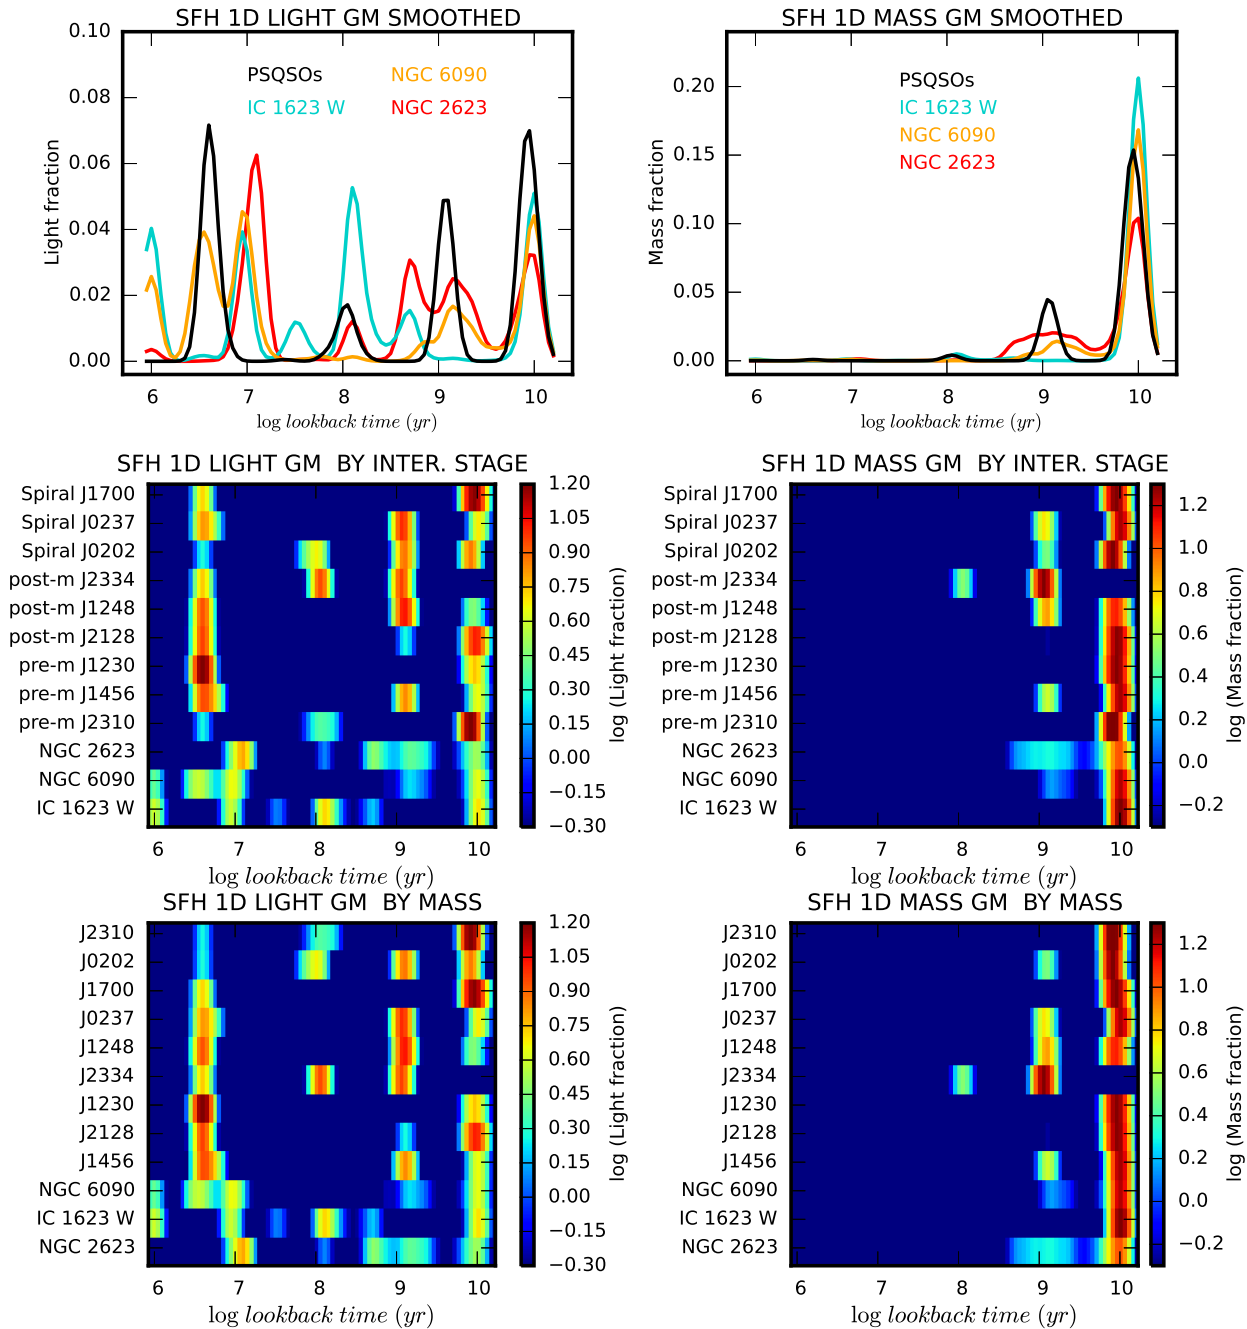 SFH 1D LIGHT GM SMOOTHED
0.10
0.08
0.06
0.04
0.02
0.00
Light fraction
PSQSOs
NGC 6090
IC 1623 W
NGC 2623
6 7 8 9 10
log lookback time (yr)
SFH 1D MASS GM SMOOTHED
0.20
0.15
0.10
0.05
0.00
Mass fraction
PSQSOs
IC 1623 W
NGC 6090
NGC 2623
6 7 8 9 10
log lookback time (yr)
SFH 1D LIGHT GM  BY INTER. STAGE
Spiral J1700
Spiral J0237
Spiral J0202
post-m J2334
post-m J1248
post-m J2128
pre-m J1230
pre-m J1456
pre-m J2310
NGC 2623
NGC 6090
IC 1623 W
6 7 8 9 10
log lookback time (yr)
1.20
1.05
0.90
0.75
0.60
0.45
0.30
0.15
0.00
−0.15
−0.30
log (Light fraction)
SFH 1D MASS GM  BY INTER. STAGE
Spiral J1700
Spiral J0237
Spiral J0202
post-m J2334
post-m J1248
post-m J2128
pre-m J1230
pre-m J1456
pre-m J2310
NGC 2623
NGC 6090
IC 1623 W
6 7 8 9 10
log lookback time (yr)
1.2
1.0
0.8
0.6
0.4
0.2
0.0
−0.2
log (Mass fraction)
SFH 1D LIGHT GM  BY MASS
J2310
J0202
J1700
J0237
J1248
J2334
J1230
J2128
J1456
NGC 6090
IC 1623 W
NGC 2623
6 7 8 9 10
log lookback time (yr)
1.20
1.05
0.90
0.75
0.60
0.45
0.30
0.15
0.00
−0.15
−0.30
log (Light fraction)
SFH 1D MASS GM  BY MASS
J2310
J0202
J1700
J0237
J1248
J2334
J1230
J2128
J1456
NGC 6090
IC 1623 W
NGC 2623
6 7 8 9 10
log lookback time (yr)
1.2
1.0
0.8
0.6
0.4
0.2
0.0
−0.2
log (Mass fraction)